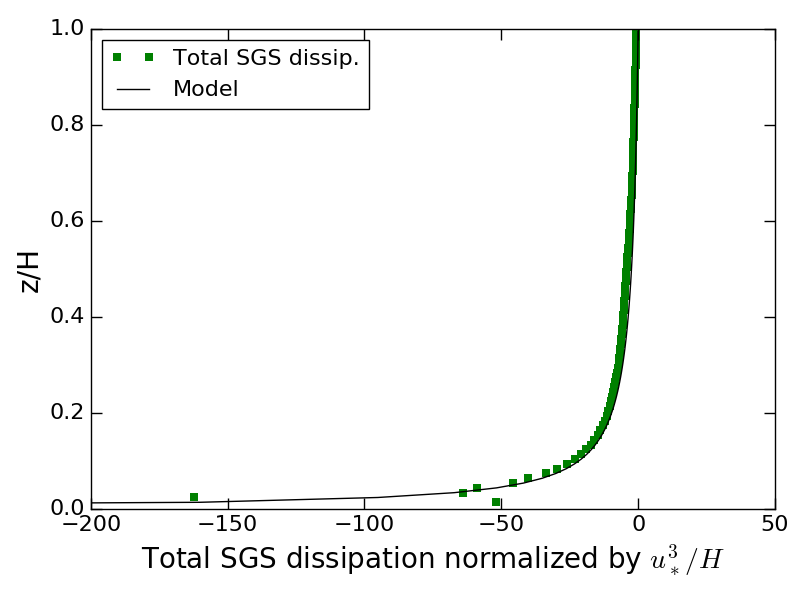 1.0
Total SGS dissip.
Model
0.8
0.6
z/H
0.4
0.2
0.0
−200 −150 −100 −50 0 50
Total SGS dissipation normalized by $u_*^3/H$